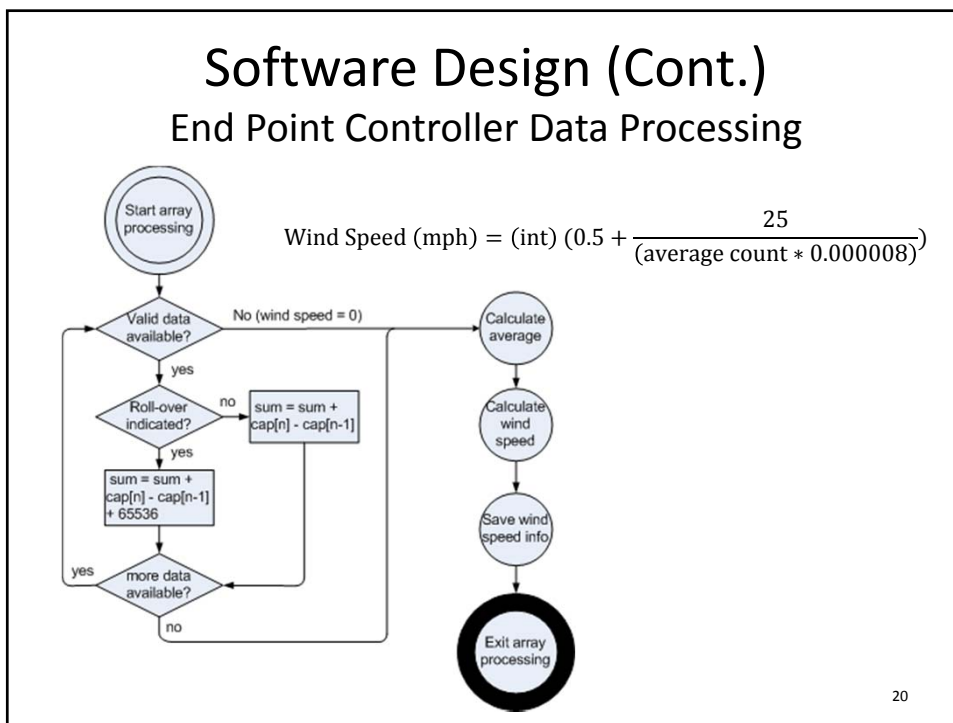 Software Design (Cont.)
End Point Controller Data Processing
Start array
processing
Wind Speed (mph) = (int) (0.5 + 25 / (average count * 0.000008))
Valid data
available?
No (wind speed = 0)
yes
Roll-over
indicated?
no
sum = sum +
cap[n] - cap[n-1]
yes
sum = sum +
cap[n] - cap[n-1]
+ 65536
yes
more data
available?
no
Calculate
average
Calculate
wind
speed
Save wind
speed info
Exit array
processing
20